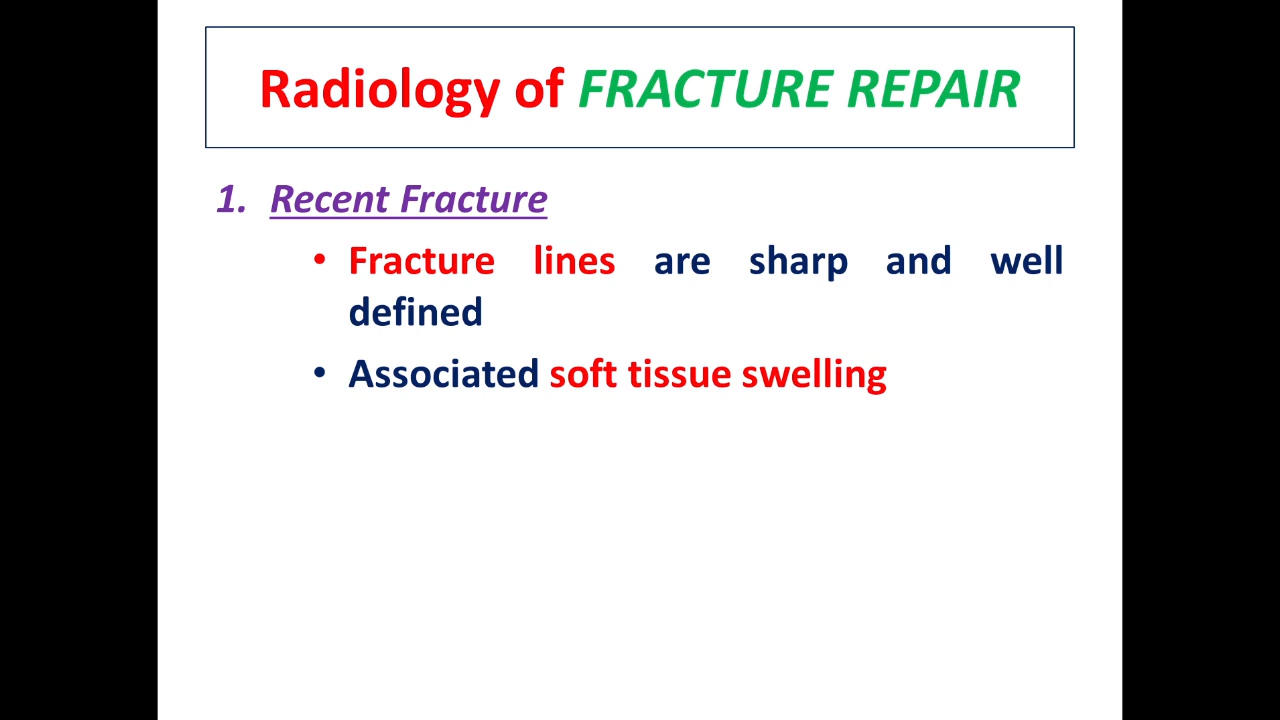 Radiology of FRACTURE REPAIR
1. Recent Fracture
• Fracture lines are sharp and well
defined
• Associated soft tissue swelling